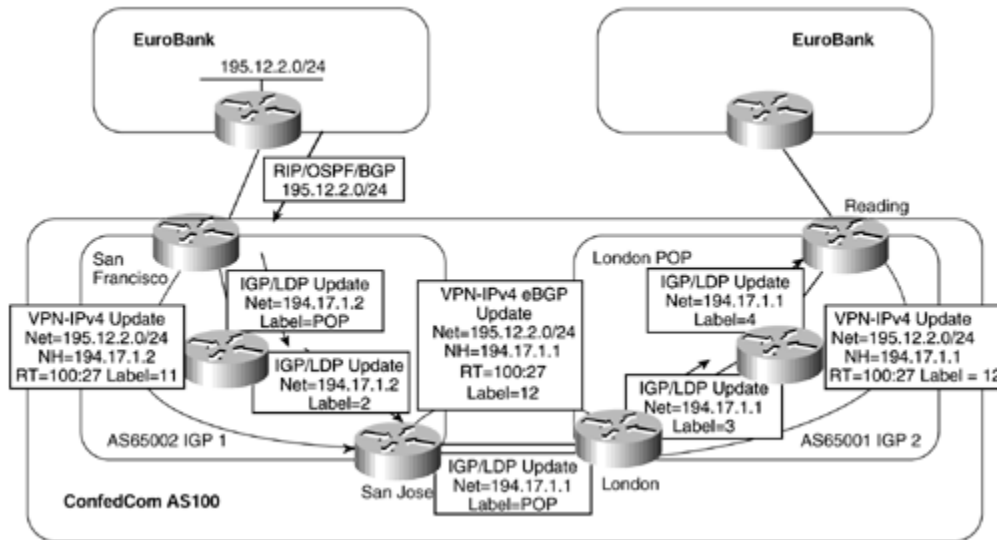 EuroBank
195.12.2.0/24
EuroBank
RIP/OSPF/BGP
195.12.2.0/24
Reading
San
Francisco
London POP
IGP/LDP Update
Net=194.17.1.2
Label=POP
VPN-IPv4 eBGP
Update
Net=195.12.2.0/24
NH=194.17.1.1
RT=100:27
Label=12
IGP/LDP Update
Net=194.17.1.1
Label=4
VPN-IPv4 Update
Net=195.12.2.0/24
NH=194.17.1.2
RT=100:27 Label=11
VPN-IPv4 Update
Net=195.12.2.0/24
NH=194.17.1.1
RT=100:27 Label = 12
IGP/LDP Update
Net=194.17.1.2
Label=2
IGP/LDP Update
Net=194.17.1.1
Label=3
AS65002 IGP 1
AS65001 IGP 2
San Jose
IGP/LDP Update
Net=194.17.1.1
Label=POP
London
ConfedCom AS100